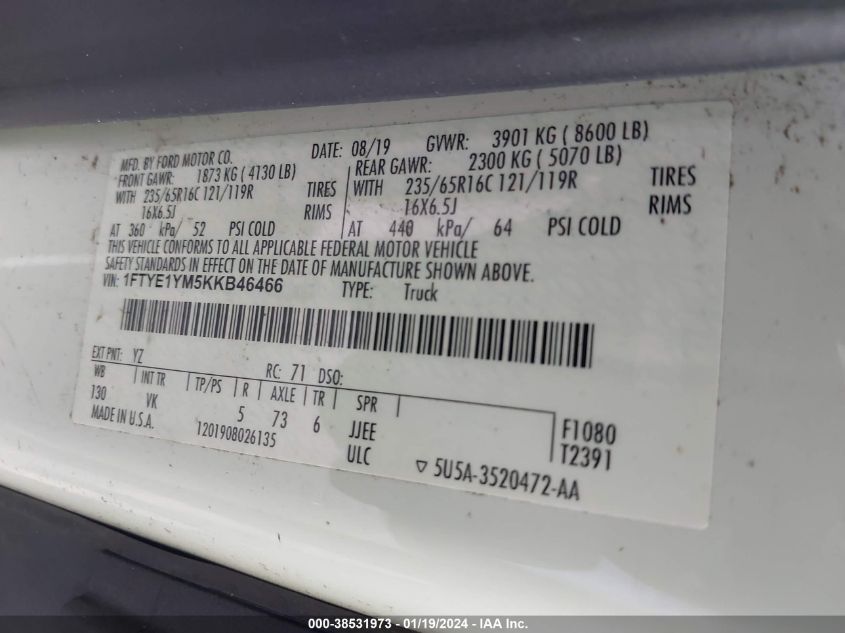 MFD. BY FORD MOTOR CO.
DATE: 08/19 GVWR: 3901 KG ( 8600 LB)
FRONT GAWR: 1873 KG ( 4130 LB)
REAR GAWR: 2300 KG ( 5070 LB)
WITH 235/65R16C 121/119R TIRES
WITH 235/65R16C 121/119R TIRES
16X6.5J RIMS
16X6.5J RIMS
AT 360 kPa/ 52 PSI COLD
AT 440 kPa/ 64 PSI COLD
THIS VEHICLE CONFORMS TO ALL APPLICABLE FEDERAL MOTOR VEHICLE
SAFETY STANDARDS IN EFFECT ON THE DATE OF MANUFACTURE SHOWN ABOVE.
VIN: 1FTYE1YM5KKB46466 TYPE: Truck
EXT PNT: YZ RC: 71 DSO:
WB INT TR TP/PS R AXLE TR SPR
130 VK 5 73 6 JJEE F1080
MADE IN U.S.A. 1201908026135 ULC T2391
5U5A-3520472-AA
000-38531973 - 01/19/2024 - IAA Inc.